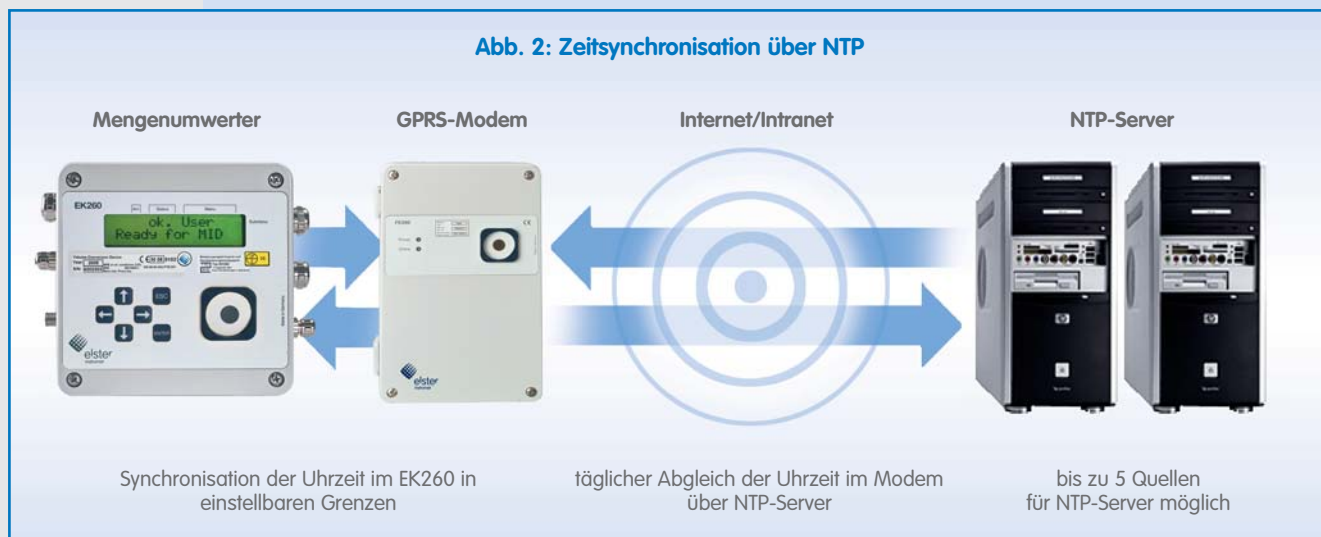 Abb. 2: Zeitsynchronisation über NTP
Mengenumwerter
GPRS-Modem
Internet/Intranet
NTP-Server
EK260
ok. User
Ready for MID
ESC
ENTER
elster
elster
Synchronisation der Uhrzeit im EK260 in
einstellbaren Grenzen
täglicher Abgleich der Uhrzeit im Modem
über NTP-Server
bis zu 5 Quellen
für NTP-Server möglich